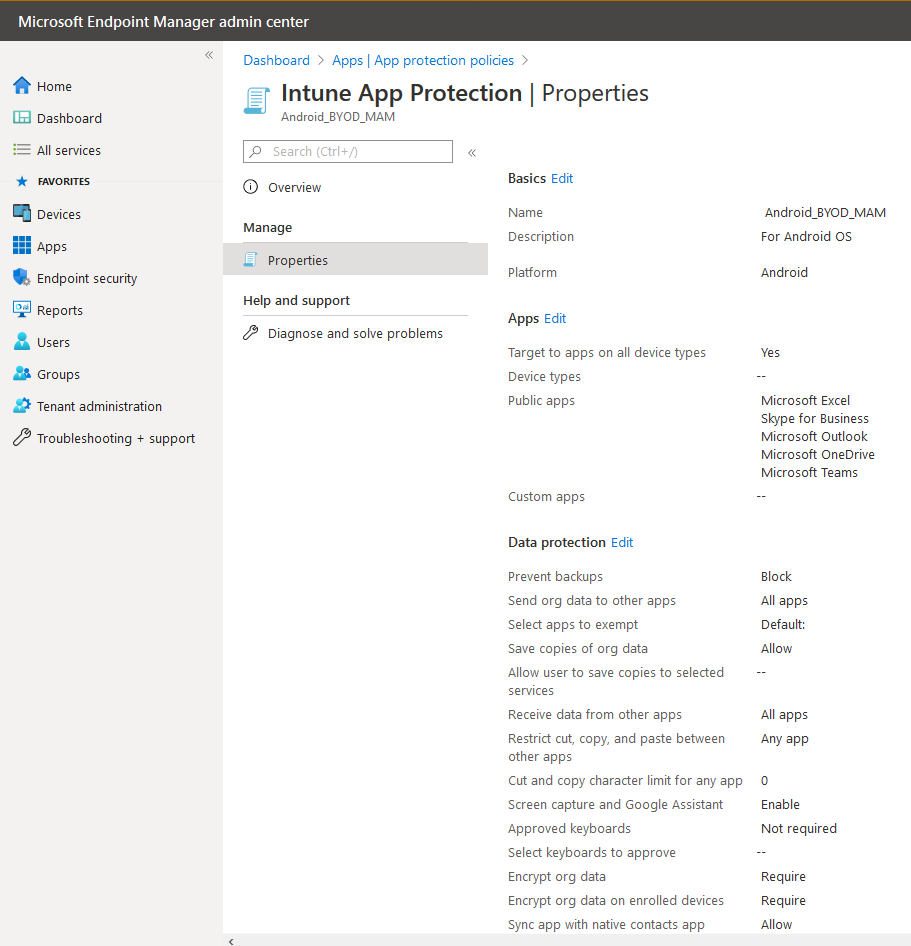 Microsoft Endpoint Manager admin center
«
Home
Dashboard
All services
FAVORITES
Devices
Apps
Endpoint security
Reports
Users
Groups
Tenant administration
Troubleshooting + support
Dashboard > Apps | App protection policies >
Intune App Protection | Properties
Android_BYOD_MAM
Search (Ctrl+/)
«
Overview
Manage
Properties
Help and support
Diagnose and solve problems
Basics Edit
Name Android_BYOD_MAM
Description For Android OS
Platform Android
Apps Edit
Target to apps on all device types Yes
Device types --
Public apps Microsoft Excel
Skype for Business
Microsoft Outlook
Microsoft OneDrive
Microsoft Teams
Custom apps --
Data protection Edit
Prevent backups Block
Send org data to other apps All apps
Select apps to exempt Default:
Save copies of org data Allow
Allow user to save copies to selected --
services
Receive data from other apps All apps
Restrict cut, copy, and paste between Any app
other apps
Cut and copy character limit for any app 0
Screen capture and Google Assistant Enable
Approved keyboards Not required
Select keyboards to approve --
Encrypt org data Require
Encrypt org data on enrolled devices Require
Sync app with native contacts app Allow